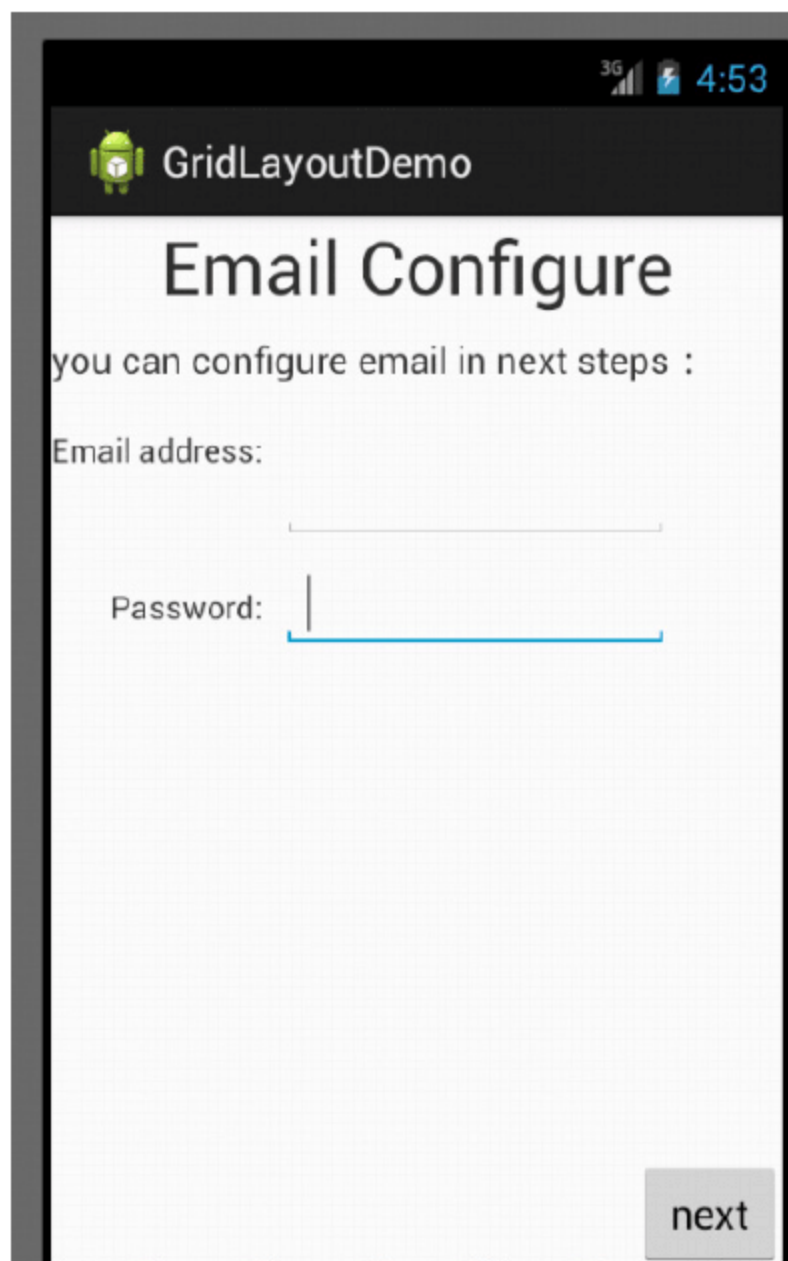 3G 4:53
GridLayoutDemo
Email Configure
you can configure email in next steps：
Email address:
Password:
next